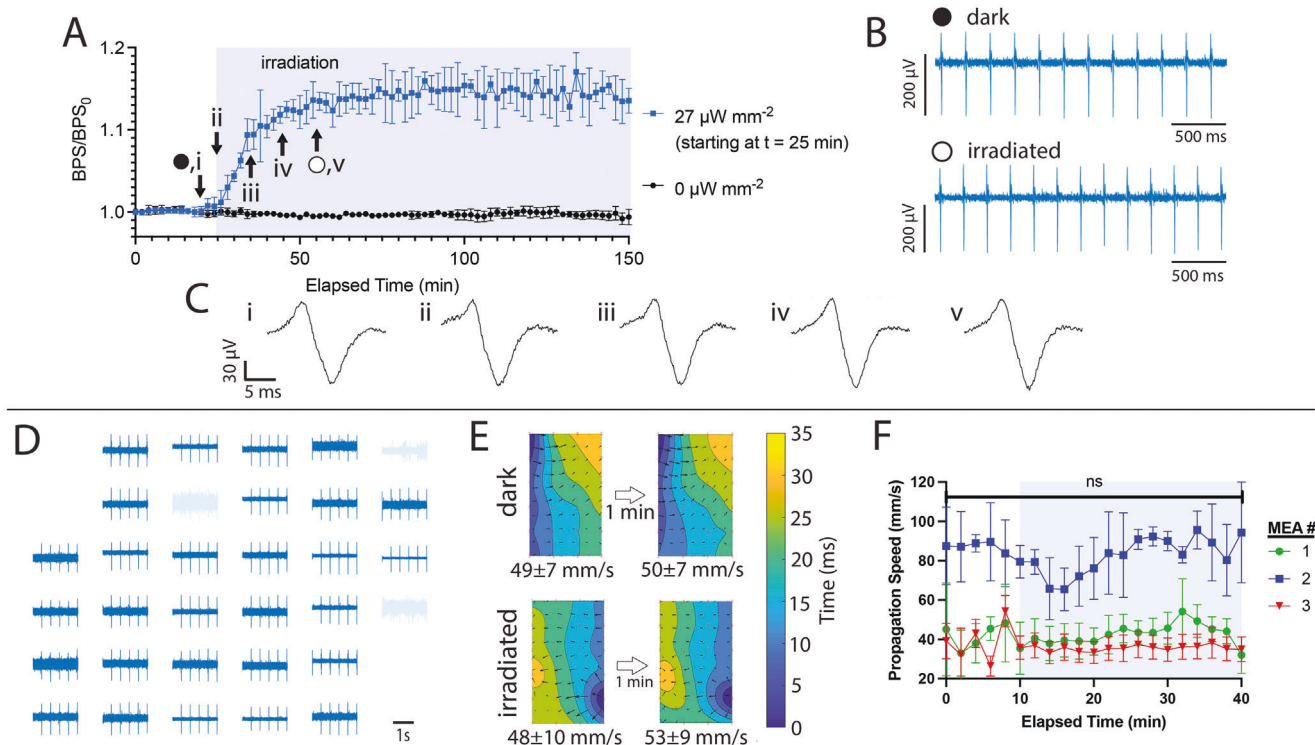 A
1.2
1.1
1.0
BPS/BPS0
irradiation
ii
,i
iii
iv
,v
27 µW mm-2
(starting at t = 25 min)
0 µW mm-2
0
50
100
150
Elapsed Time (min)
B
dark
200 µV
500 ms
irradiated
200 µV
500 ms
C
i
ii
iii
iv
v
30 µV
5 ms
D
1s
E
dark
1 min
49±7 mm/s
50±7 mm/s
irradiated
1 min
48±10 mm/s
53±9 mm/s
35
30
25
20
15
10
5
0
Time (ms)
F
ns
120
100
80
60
40
20
Propagation Speed (mm/s)
0
10
20
30
40
Elapsed Time (min)
MEA #
1
2
3